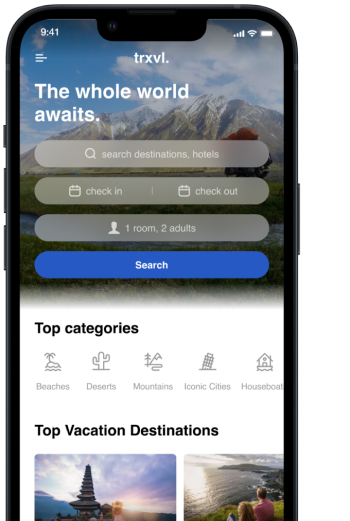 9:41
trxvl.
The whole world
awaits.
search destinations, hotels
check in | check out
1 room, 2 adults
Search
Top categories
Beaches Deserts Mountains Iconic Cities Houseboat
Top Vacation Destinations